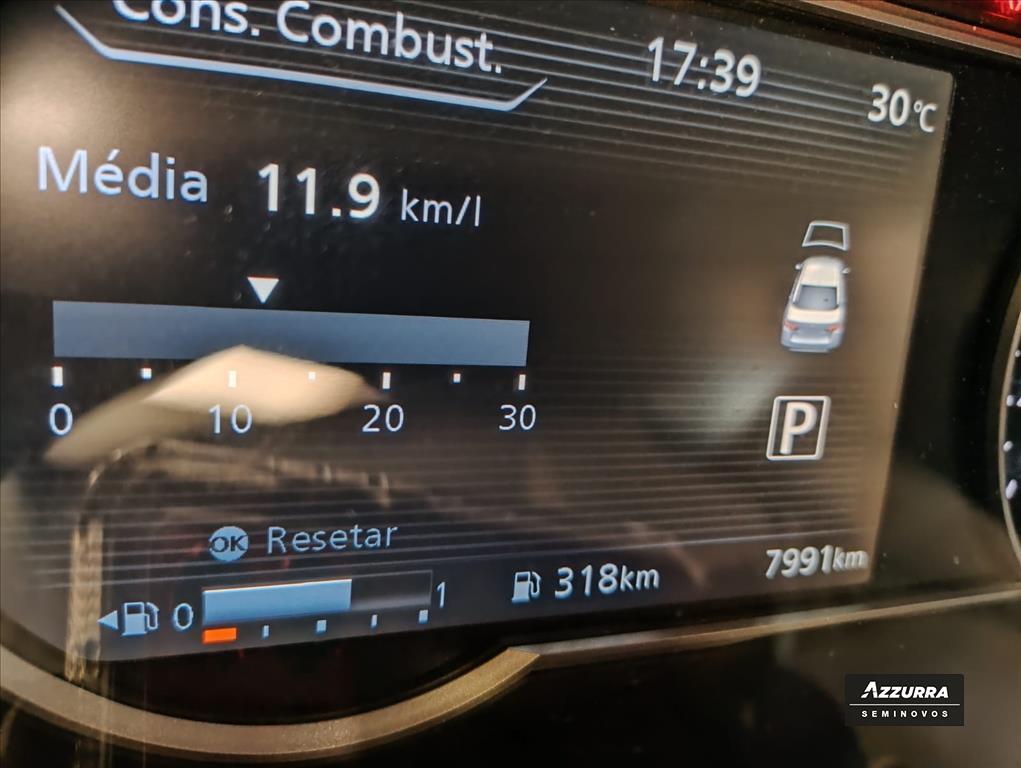 Cons. Combust.
17:39
30°C
Média 11.9 km/l
0 10 20 30
P
OK Resetar
0 1
318km
7991km
AZZURRA
SEMINOVOS